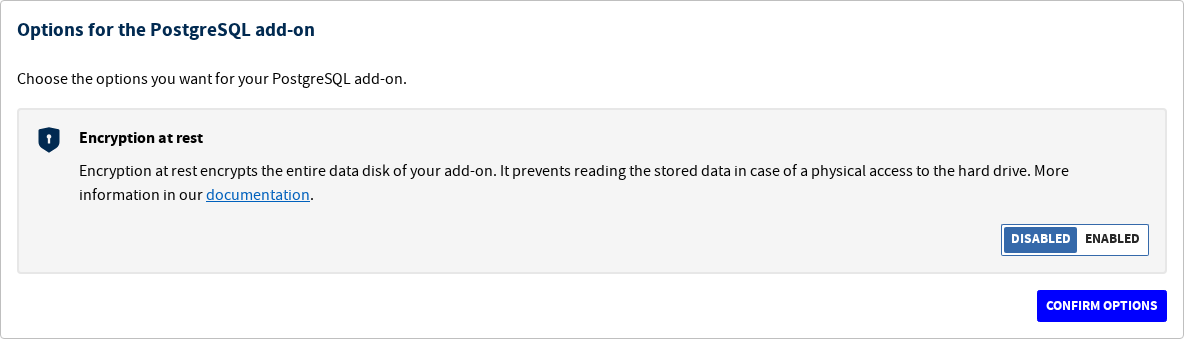 Options for the PostgreSQL add-on
Choose the options you want for your PostgreSQL add-on.
Encryption at rest
Encryption at rest encrypts the entire data disk of your add-on. It prevents reading the stored data in case of a physical access to the hard drive. More
information in our documentation.
DISABLED ENABLED
CONFIRM OPTIONS